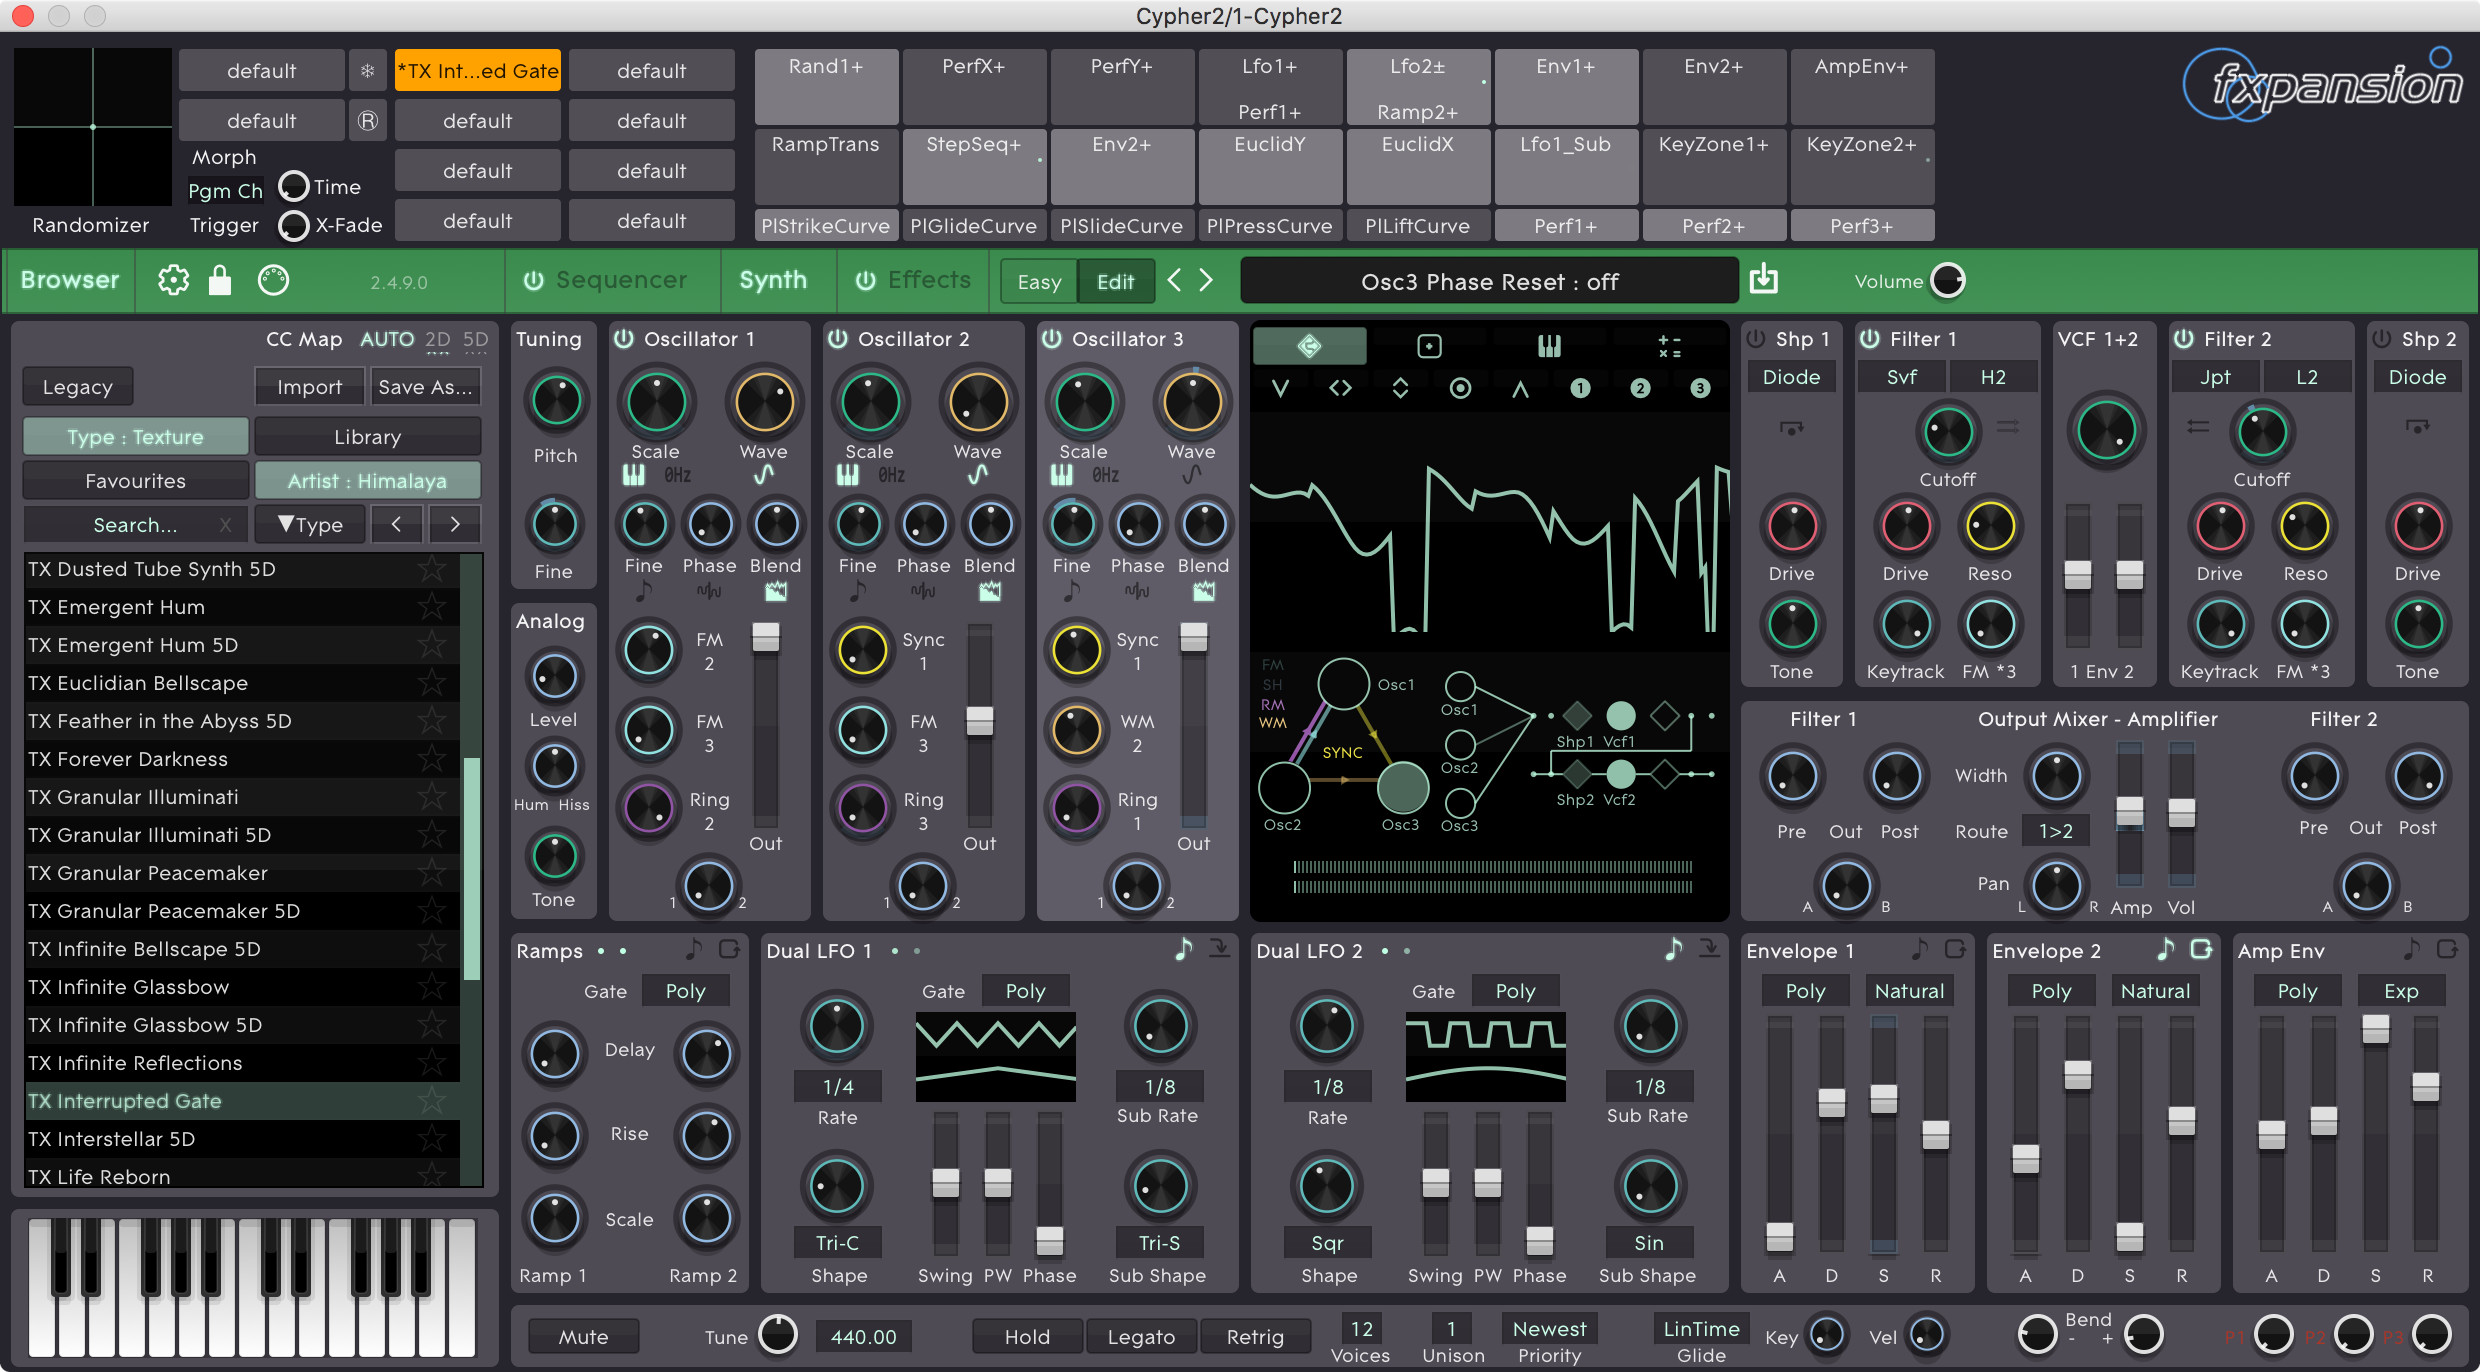 Cypher2/1-Cypher2
default
*TX Int...ed Gate
default
default
®
default
default
Morph
Pgm Ch
Time
default
default
Randomizer
Trigger
X-Fade
default
default
Rand1+
PerfX+
PerfY+
Lfo1+
Lfo2±
Env1+
Env2+
AmpEnv+
Perf1+
Ramp2+
RampTrans
StepSeq+
Env2+
EuclidY
EuclidX
Lfo1_Sub
KeyZone1+
KeyZone2+
PlStrikeCurve
PlGlideCurve
PlSlideCurve
PlPressCurve
PlLiftCurve
Perf1+
Perf2+
Perf3+
fxpansion
Browser
2.4.9.0
Sequencer
Synth
Effects
Easy
Edit
Osc3 Phase Reset : off
Volume
CC Map AUTO 2D 5D
Legacy
Import
Save As...
Type : Texture
Library
Favourites
Artist : Himalaya
Search... X
▼Type
<
>
TX Dusted Tube Synth 5D
TX Emergent Hum
TX Emergent Hum 5D
TX Euclidian Bellscape
TX Feather in the Abyss 5D
TX Forever Darkness
TX Granular Illuminati
TX Granular Illuminati 5D
TX Granular Peacemaker
TX Granular Peacemaker 5D
TX Infinite Bellscape 5D
TX Infinite Glassbow
TX Infinite Glassbow 5D
TX Infinite Reflections
TX Interrupted Gate
TX Interstellar 5D
TX Life Reborn
Tuning
Pitch
Fine
Analog
Level
Hum Hiss
Tone
Oscillator 1
Scale
Wave
0Hz
Fine
Phase
Blend
FM
2
FM
3
Ring
2
Out
1
2
Oscillator 2
Scale
Wave
0Hz
Fine
Phase
Blend
Sync
1
FM
3
Ring
3
Out
1
2
Oscillator 3
Scale
Wave
0Hz
Fine
Phase
Blend
Sync
1
WM
2
Ring
1
Out
1
2
1
2
3
FM
SH
RM
WM
Osc1
SYNC
Osc2
Osc3
Osc1
Osc2
Osc3
Shp1 Vcf1
Shp2 Vcf2
Shp 1
Diode
Drive
Tone
Filter 1
Svf
H2
Cutoff
Drive
Reso
Keytrack
FM *3
VCF 1+2
1 Env 2
Filter 2
Jpt
L2
Cutoff
Drive
Reso
Keytrack
FM *3
Shp 2
Diode
Drive
Tone
Filter 1
Output Mixer - Amplifier
Filter 2
Pre
Out
Post
A
B
Width
Route
1>2
Pan
L
R
Amp
Vol
Pre
Out
Post
A
B
Ramps
Gate
Poly
Delay
Rise
Scale
Ramp 1
Ramp 2
Dual LFO 1
Gate
Poly
1/4
Rate
1/8
Sub Rate
Tri-C
Shape
Swing PW Phase
Tri-S
Sub Shape
Dual LFO 2
Gate
Poly
1/8
Rate
1/8
Sub Rate
Sqr
Shape
Swing PW Phase
Sin
Sub Shape
Envelope 1
Poly
Natural
A D S R
Envelope 2
Poly
Natural
A D S R
Amp Env
Poly
Exp
A D S R
Mute
Tune
440.00
Hold
Legato
Retrig
12
Voices
1
Unison
Newest
Priority
LinTime
Glide
Key
Vel
Bend
- +
P1
P2
P3